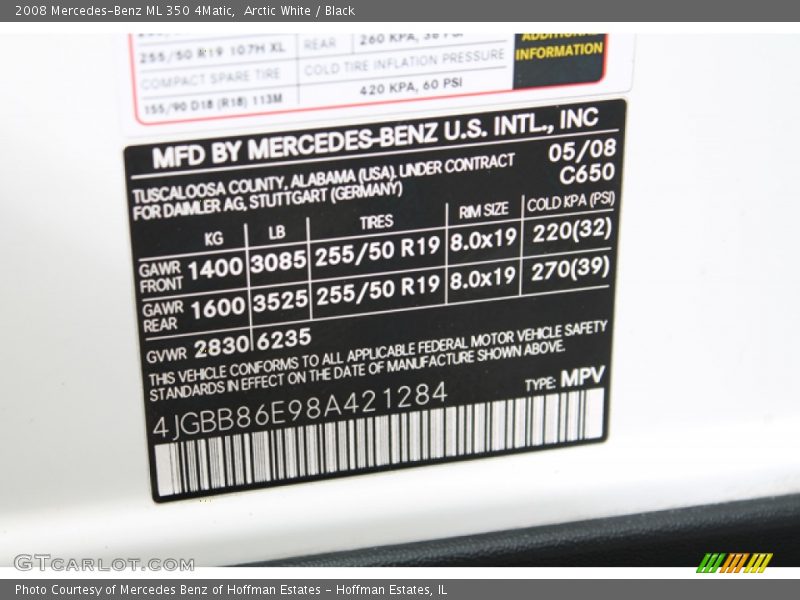 2008 Mercedes-Benz ML 350 4Matic, Arctic White / Black
255/50 R19 107H XL REAR 260 KPA, 38 PSI
ADDITIONAL INFORMATION
COMPACT SPARE TIRE COLD TIRE INFLATION PRESSURE
155/90 D18 (R18) 113M 420 KPA, 60 PSI
MFD BY MERCEDES-BENZ U.S. INTL., INC
TUSCALOOSA COUNTY, ALABAMA (USA), UNDER CONTRACT 05/08
FOR DAIMLER AG, STUTTGART (GERMANY) C650
KG LB TIRES RIM SIZE COLD KPA (PSI)
GAWR FRONT 1400 3085 255/50 R19 8.0x19 220(32)
GAWR REAR 1600 3525 255/50 R19 8.0x19 270(39)
GVWR 2830 6235
THIS VEHICLE CONFORMS TO ALL APPLICABLE FEDERAL MOTOR VEHICLE SAFETY
STANDARDS IN EFFECT ON THE DATE OF MANUFACTURE SHOWN ABOVE.
4JGBB86E98A421284 TYPE: MPV
GTCARLOT.COM
Photo Courtesy of Mercedes Benz of Hoffman Estates - Hoffman Estates, IL